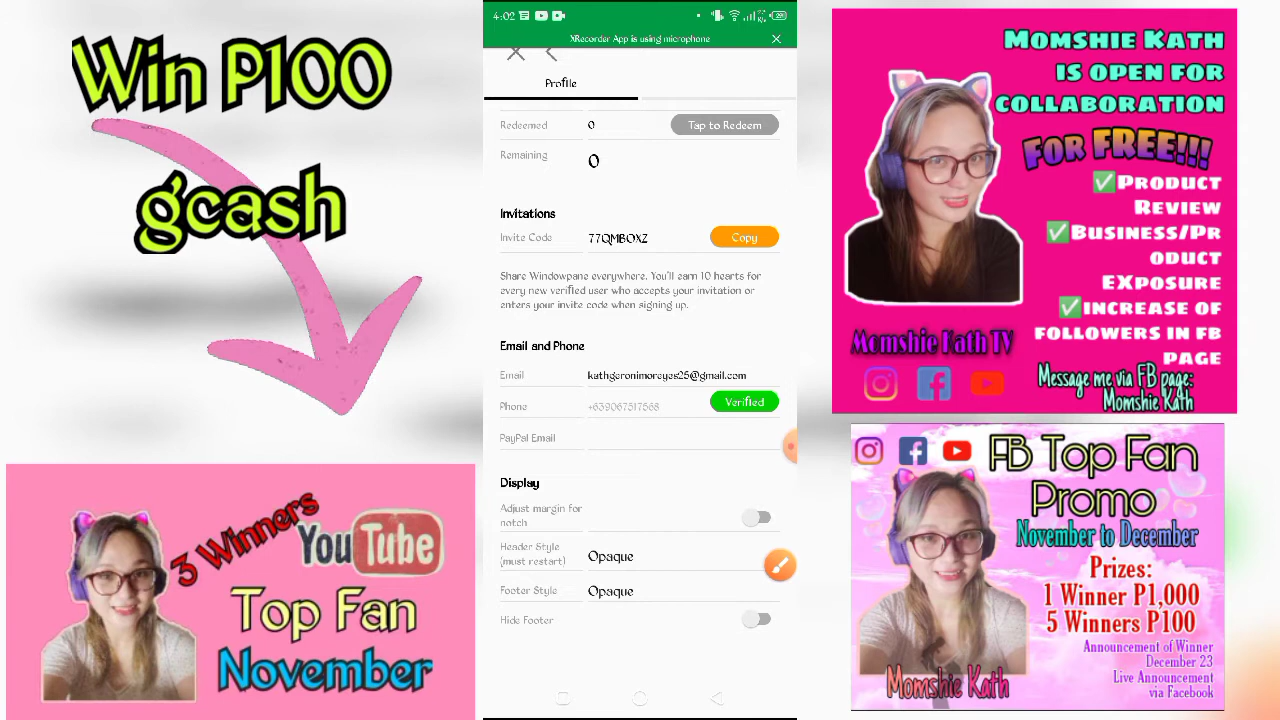 Win P100
gcash
3 Winners
YouTube
Top Fan
November
4:02
XRecorder App is using microphone
Profile
Redeemed 0 Tap to Redeem
Remaining 0
Invitations
Invite Code 77QMBOXZ Copy
Share Windowpane everywhere. You'll earn 10 hearts for
every new verified user who accepts your invitation or
enters your invite code when signing up.
Email and Phone
Email kathgeronimoreyes25@gmail.com
Phone +639067517568 Verified
PayPal Email
Display
Adjust margin for
notch
Header Style
(must restart) Opaque
Footer Style Opaque
Hide Footer
Momshie Kath
is open for
collaboration
FOR FREE!!!
✅Product
Review
✅Business/Pr
oduct
Exposure
✅increase of
followers in fb
page
Momshie Kath TV
Message me via FB page:
Momshie Kath
FB Top Fan
Promo
November to December
Prizes:
1 Winner P1,000
5 Winners P100
Announcement of Winner
December 23
Live Announcement
via Facebook
Momshie Kath